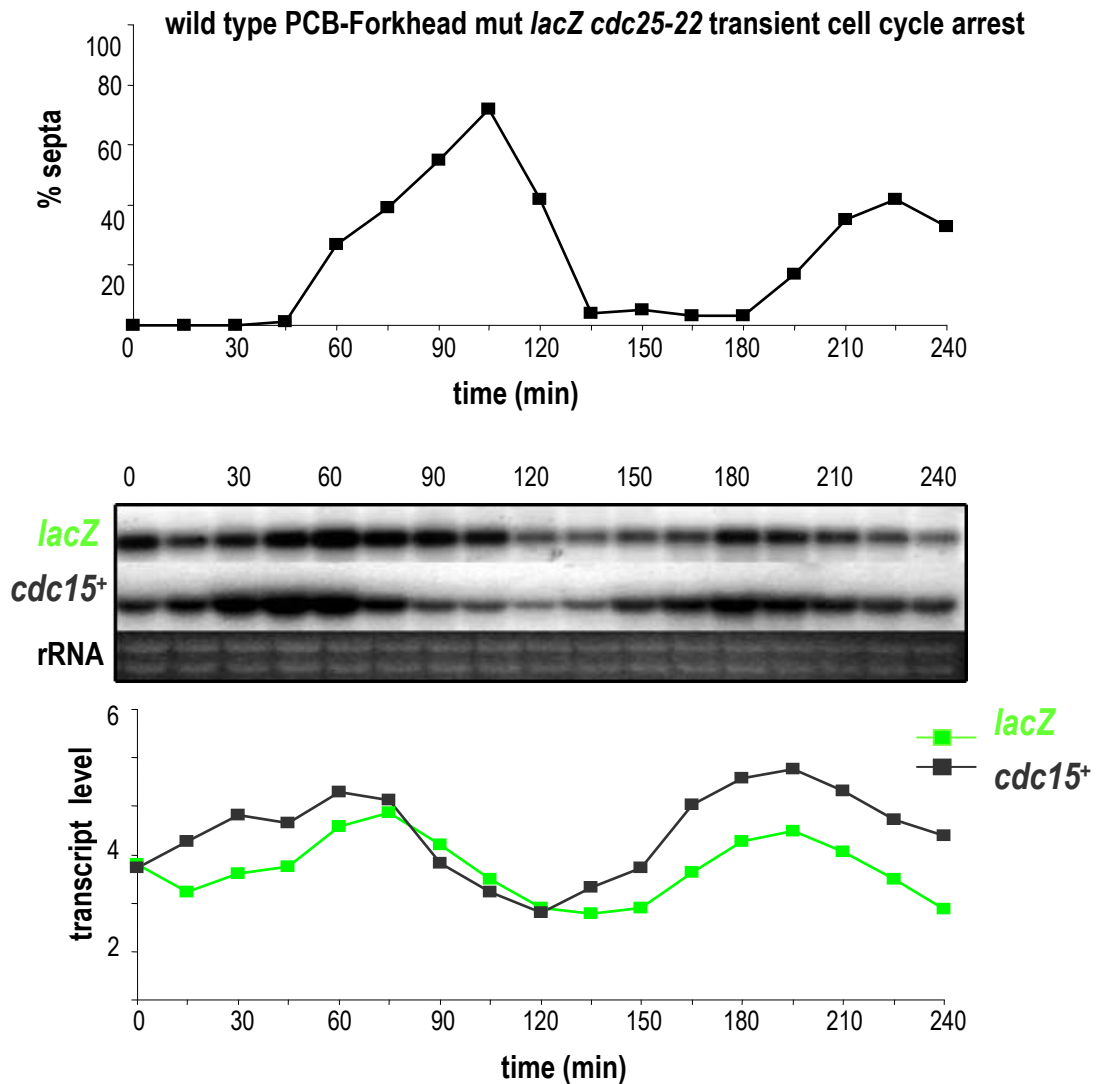 wild type PCB-Forkhead mut lacZ cdc25-22 transient cell cycle arrest
100
80
60
40
20
% septa
0 30 60 90 120 150 180 210 240
time (min)
0 30 60 90 120 150 180 210 240
lacZ
cdc15+
rRNA
6
4
2
transcript level
lacZ
cdc15+
0 30 60 90 120 150 180 210 240
time (min)